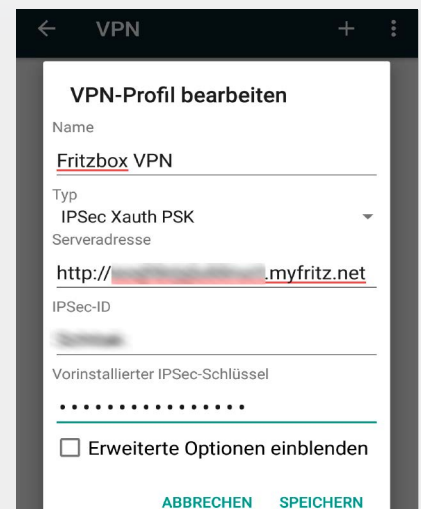 VPN
VPN-Profil bearbeiten
Name
Fritzbox VPN
Typ
IPSec Xauth PSK
Serveradresse
http:// .myfritz.net
IPSec-ID
Vorinstallierter IPSec-Schlüssel
••••••••••••••••
Erweiterte Optionen einblenden
ABBRECHEN SPEICHERN